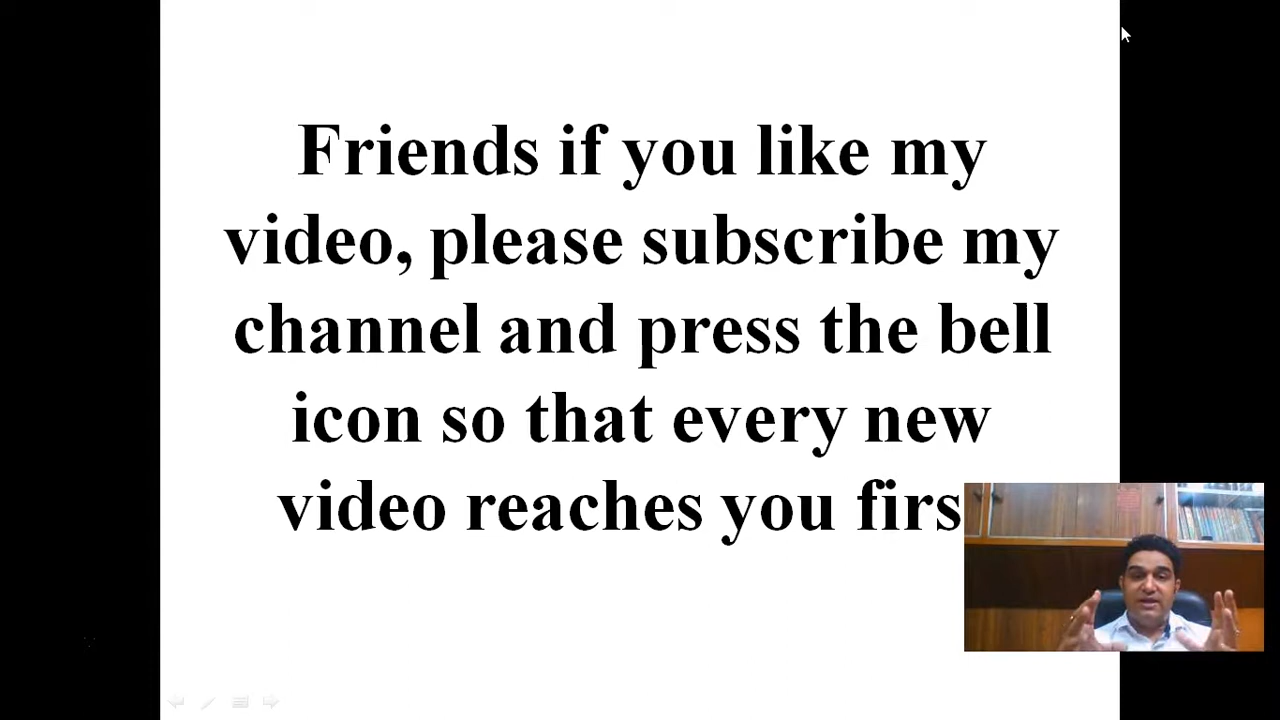 Friends if you like my
video, please subscribe my
channel and press the bell
icon so that every new
video reaches you firs